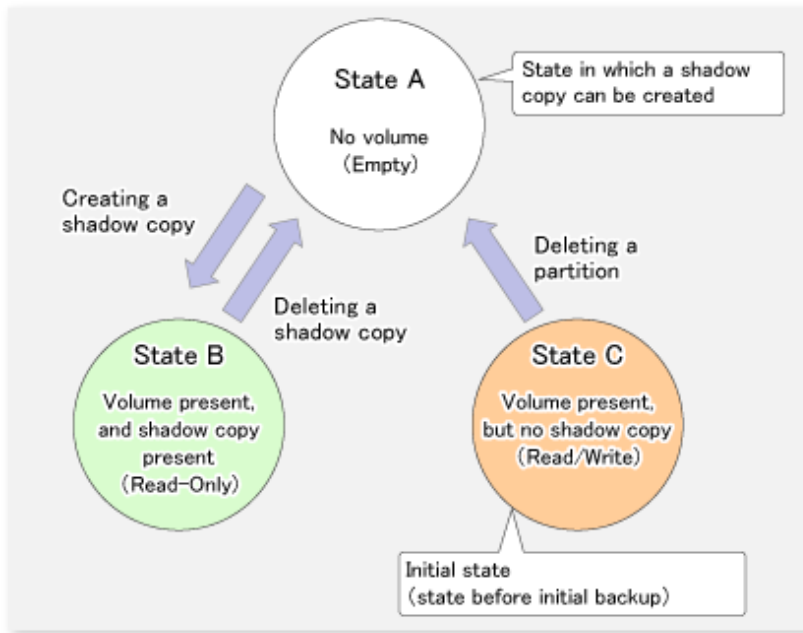 State A
No volume
(Empty)
State in which a shadow
copy can be created
Creating a
shadow copy
Deleting a
shadow copy
Deleting a
partition
State B
Volume present,
and shadow copy
present
(Read-Only)
State C
Volume present,
but no shadow copy
(Read/Write)
Initial state
(state before initial backup)